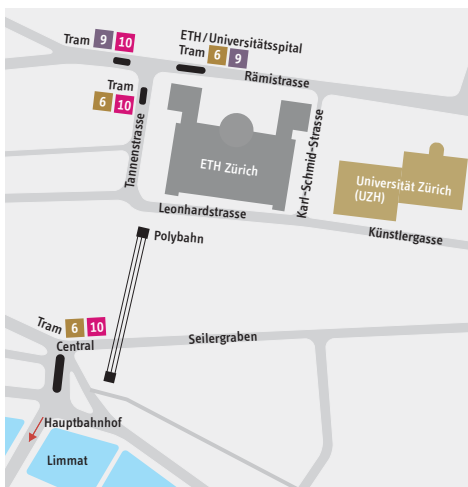 ETH/Universitätsspital
Tram 9 10
Tram 6 9
Rämistrasse
Tram
6 10
Tannenstrasse
Karl-Schmid-Strasse
ETH Zürich
Universität Zürich
(UZH)
Leonhardstrasse
Künstlergasse
Polybahn
Tram 6 10
Central
Seilergraben
Hauptbahnhof
Limmat